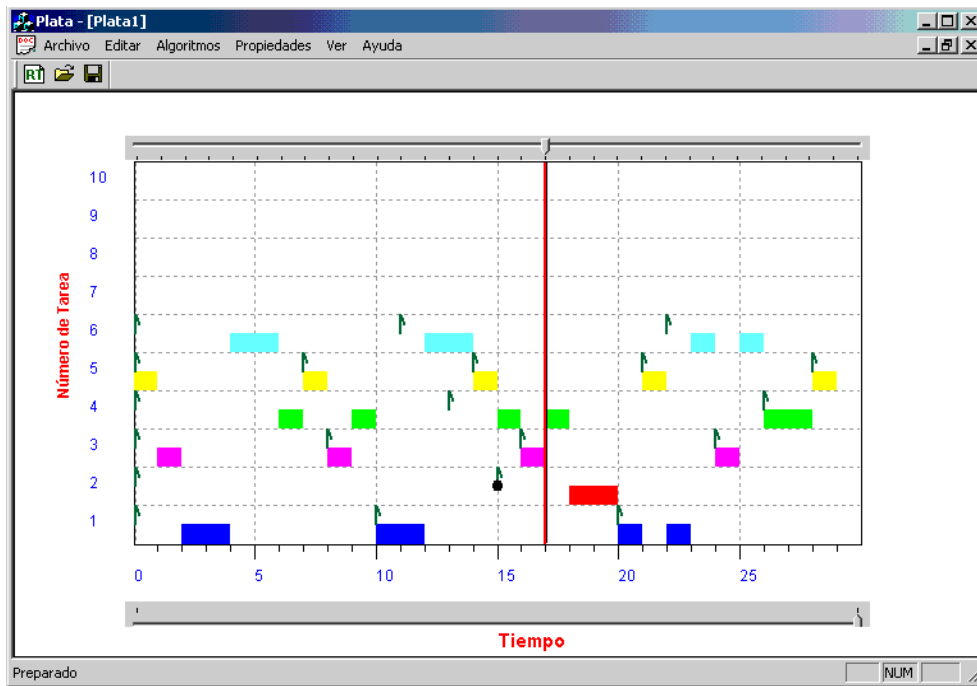 Plata - [Plata1]
DOC
Archivo Editar Algoritmos Propiedades Ver Ayuda
RT
10
9
8
7
6
5
4
3
2
1
Número de Tarea
0 5 10 15 20 25
Tiempo
Preparado
NUM